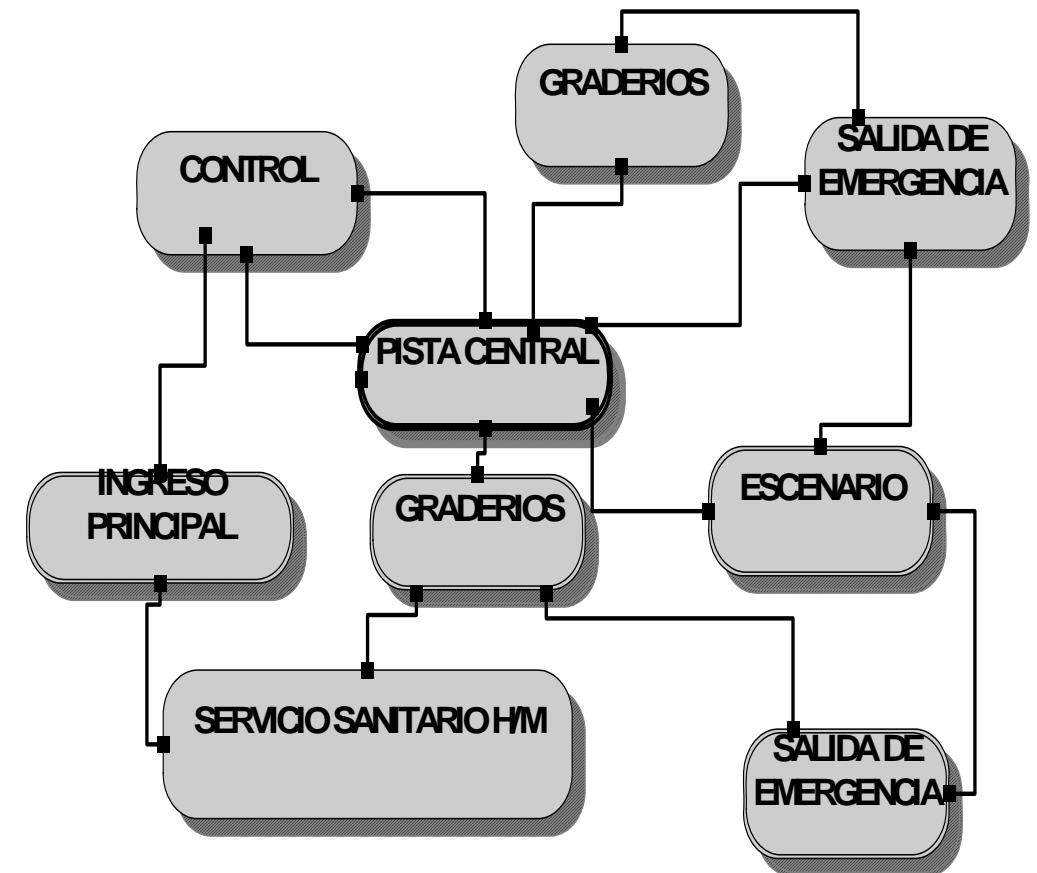 GRADERIOS
SALIDA DE
EMERGENCIA
CONTROL
PISTA CENTRAL
INGRESO
PRINCIPAL
GRADERIOS
ESCENARIO
SERVICIO SANITARIO H/M
SALIDA DE
EMERGENCIA